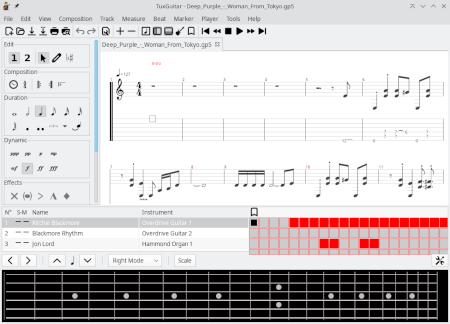 TuxGuitar - Deep_Purple_-_Woman_From_Tokyo.gp5
File Edit View Composition Track Measure Beat Marker Player Tools Help
Deep_Purple_-_Woman_From_Tokyo.gp5
Edit
1 2
Composition
Duration
Dynamic
Effects
Intro
=127
N° S-M Name Instrument
1 Ritchie Blackmore Overdrive Guitar 1
2 Blackmore Rhythm Overdrive Guitar 2
3 Jon Lord Hammond Organ 1
Right Mode Scale